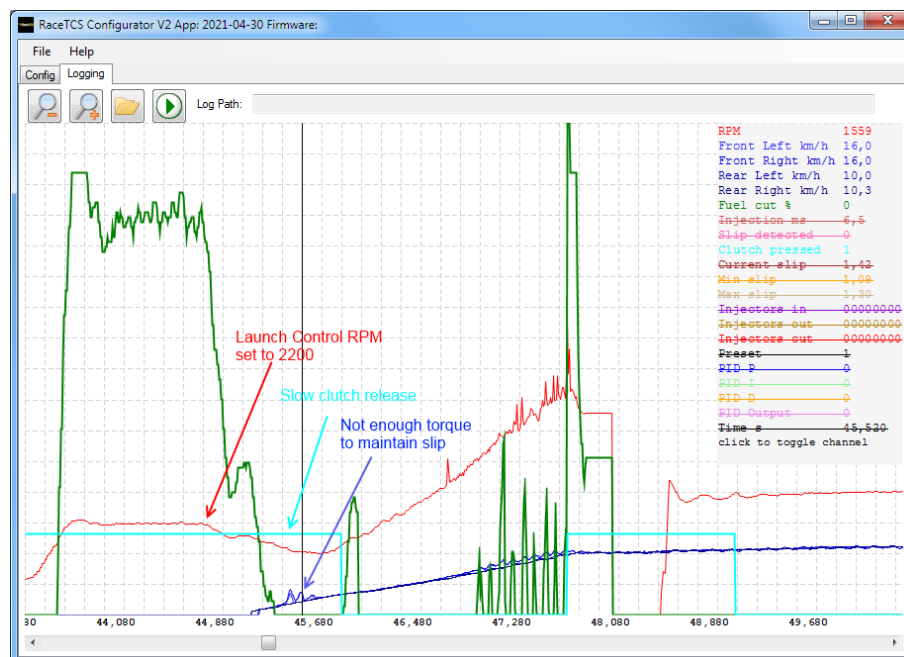 RaceTCS Configurator V2 App: 2021-04-30 Firmware:
File Help
Config Logging
Log Path:
RPM 1559
Front Left km/h 16,0
Front Right km/h 16,0
Rear Left km/h 10,0
Rear Right km/h 10,3
Fuel cut % 0
Injection ms 6,5
Slip detected 0
Clutch pressed 1
Current slip 1,42
Min slip 1,09
Max slip 1,30
Injectors in 00000000
Injectors out 00000000
Injectors out 00000000
Preset 1
PID P 0
PID I 0
PID D 0
PID Output 0
Time s 45,520
click to toggle channel
Launch Control RPM
set to 2200
Slow clutch release
Not enough torque
to maintain slip
80 44,080 44,880 45,680 46,480 47,280 48,080 48,880 49,680